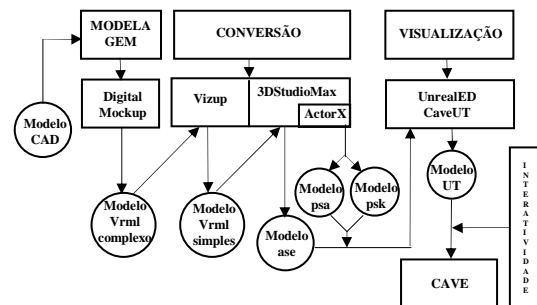 MODELA
GEM
CONVERSÃO
VISUALIZAÇÃO
Digital
Mockup
Vizup
3DStudioMax
ActorX
UnrealED
CaveUT
Modelo
CAD
Modelo
Vrml
complexo
Modelo
Vrml
simples
Modelo
ase
Modelo
psa
Modelo
psk
Modelo
UT
CAVE
INTERATIVIDADE